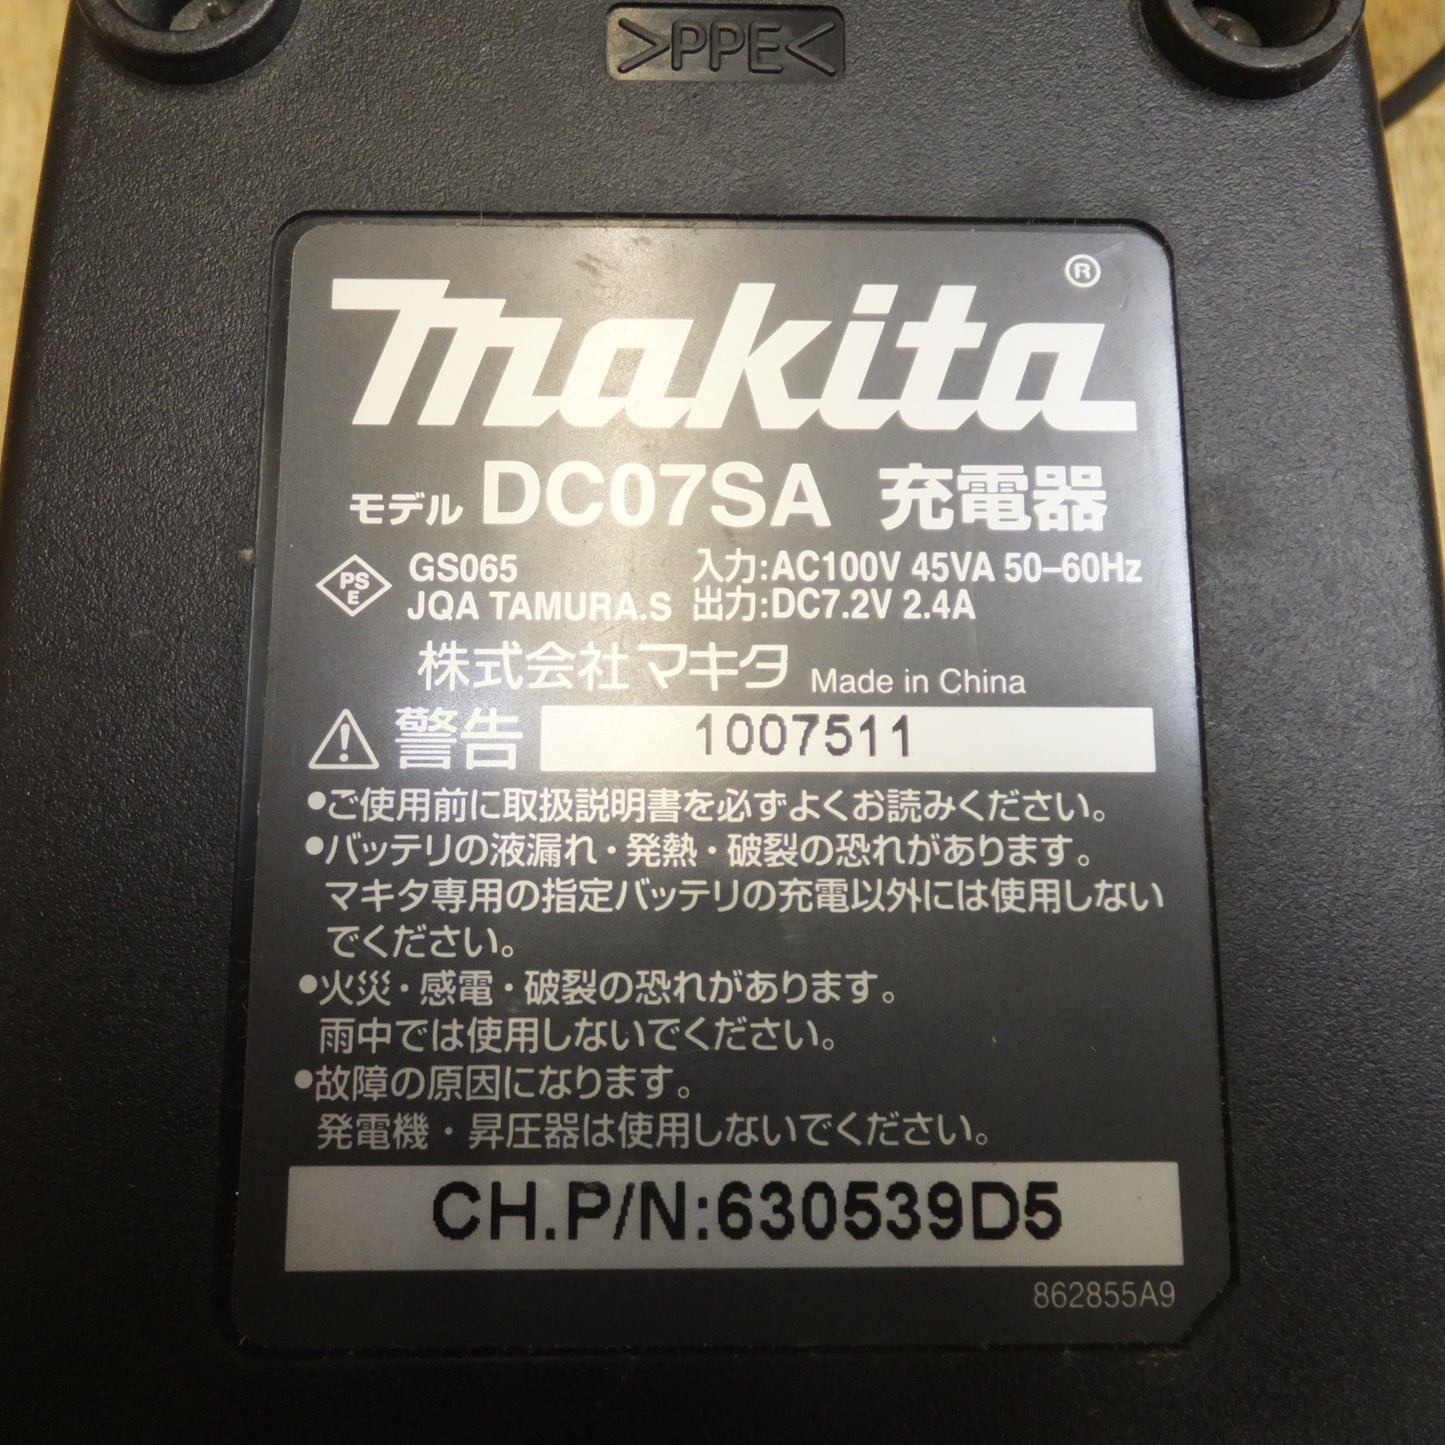 >PPE<
makita®
モデル DC07SA 充電器
PSE GS065 入力:AC100V 45VA 50-60Hz
JQA TAMURA.S 出力:DC7.2V 2.4A
株式会社 マキタ Made in China
警告 1007511
●ご使用前に取扱説明書を必ずよくお読みください。
●バッテリの液漏れ・発熱・破裂の恐れがあります。
マキタ専用の指定バッテリの充電以外には使用しない
でください。
●火災・感電・破裂の恐れがあります。
雨中では使用しないでください。
●故障の原因になります。
発電機・昇圧器は使用しないでください。
CH.P/N:630539D5
862855A9